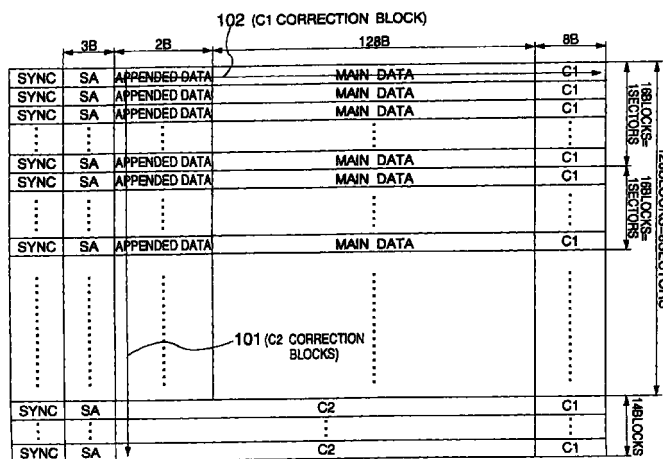 102 (C1 CORRECTION BLOCK)
3B 2B 128B 8B
SYNC SA APPENDED DATA MAIN DATA C1
SYNC SA APPENDED DATA MAIN DATA C1
SYNC SA APPENDED DATA MAIN DATA C1
SYNC SA APPENDED DATA MAIN DATA C1
SYNC SA APPENDED DATA MAIN DATA C1
SYNC SA APPENDED DATA MAIN DATA C1
16BLOCKS=
1SECTORS
16BLOCKS=
1SECTORS
101 (C2 CORRECTION
BLOCKS)
SYNC SA C2 C1
SYNC SA C2 C1
14BLOCKS